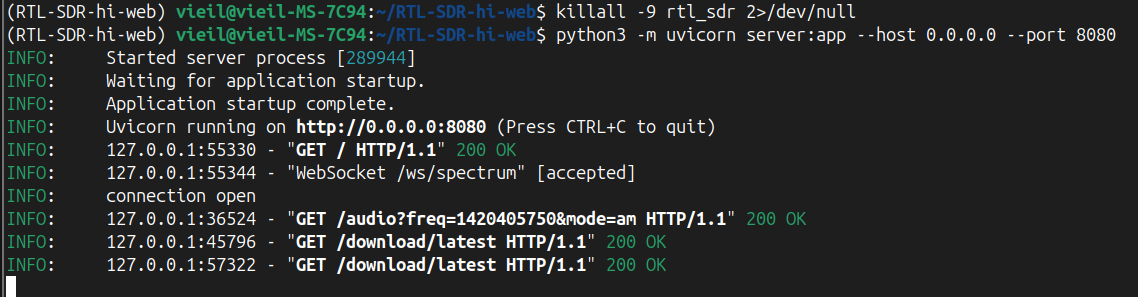 (RTL-SDR-hi-web) vieil@vieil-MS-7C94:~/RTL-SDR-hi-web$ killall -9 rtl_sdr 2>/dev/null
(RTL-SDR-hi-web) vieil@vieil-MS-7C94:~/RTL-SDR-hi-web$ python3 -m uvicorn server:app --host 0.0.0.0 --port 8080
INFO:     Started server process [289944]
INFO:     Waiting for application startup.
INFO:     Application startup complete.
INFO:     Uvicorn running on http://0.0.0.0:8080 (Press CTRL+C to quit)
INFO:     127.0.0.1:55330 - "GET / HTTP/1.1" 200 OK
INFO:     127.0.0.1:55344 - "WebSocket /ws/spectrum" [accepted]
INFO:     connection open
INFO:     127.0.0.1:36524 - "GET /audio?freq=1420405750&mode=am HTTP/1.1" 200 OK
INFO:     127.0.0.1:45796 - "GET /download/latest HTTP/1.1" 200 OK
INFO:     127.0.0.1:57322 - "GET /download/latest HTTP/1.1" 200 OK